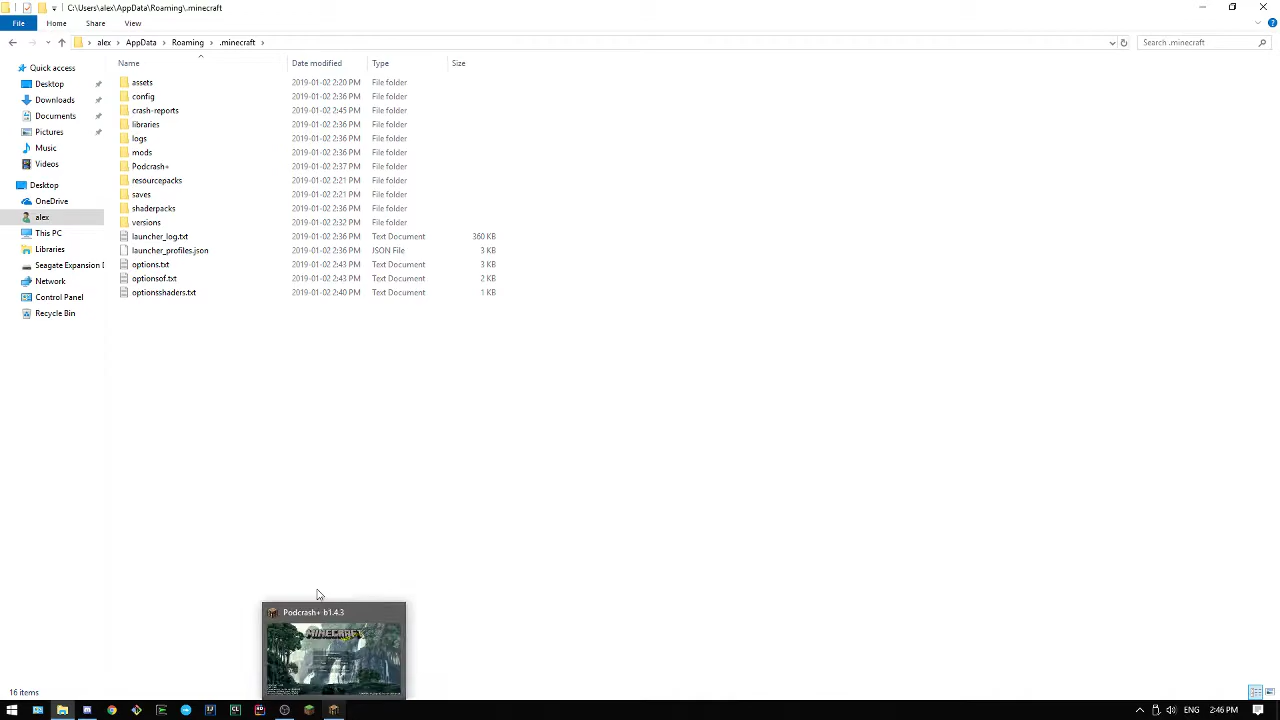 C:\Users\alex\AppData\Roaming\.minecraft
File Home Share View
alex AppData Roaming .minecraft Search .minecraft
Name Date modified Type Size
Quick access
Desktop
Downloads
Documents
Pictures
Music
Videos
Desktop
OneDrive
alex
This PC
Libraries
Seagate Expansion D
Network
Control Panel
Recycle Bin
assets 2019-01-02 2:20 PM File folder
config 2019-01-02 2:36 PM File folder
crash-reports 2019-01-02 2:45 PM File folder
libraries 2019-01-02 2:36 PM File folder
logs 2019-01-02 2:36 PM File folder
mods 2019-01-02 2:36 PM File folder
Podcrash+ 2019-01-02 2:37 PM File folder
resourcepacks 2019-01-02 2:21 PM File folder
saves 2019-01-02 2:21 PM File folder
shaderpacks 2019-01-02 2:36 PM File folder
versions 2019-01-02 2:32 PM File folder
launcher_log.txt 2019-01-02 2:36 PM Text Document 360 KB
launcher_profiles.json 2019-01-02 2:36 PM JSON File 3 KB
options.txt 2019-01-02 2:43 PM Text Document 3 KB
optionsof.txt 2019-01-02 2:43 PM Text Document 2 KB
optionsshaders.txt 2019-01-02 2:40 PM Text Document 1 KB
Podcrash+ b1.4.3
MINECRAFT
16 items
ENG 2:46 PM